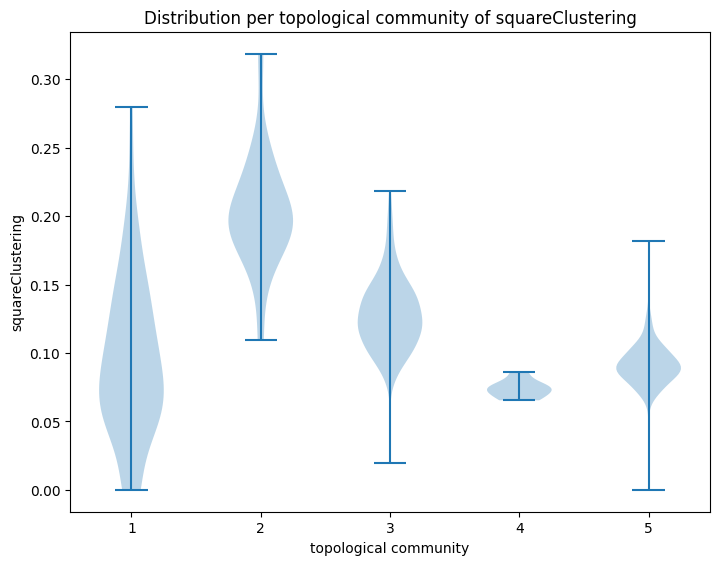 Distribution per topological community of squareClustering
squareClustering
0.30
0.25
0.20
0.15
0.10
0.05
0.00
1 2 3 4 5
topological community